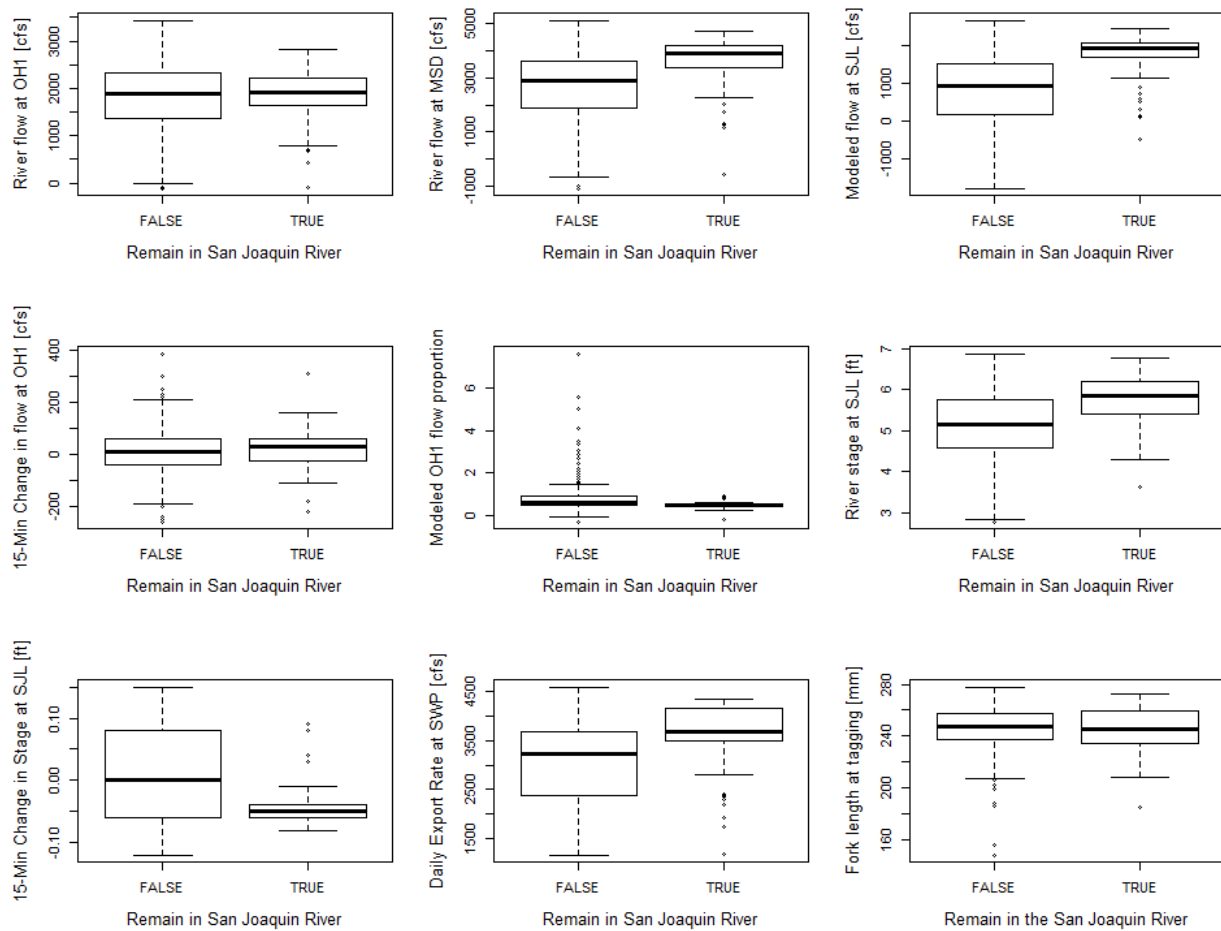 River flow at OH1 [cfs]
3000
2000
1000
0
FALSE
TRUE
Remain in San Joaquin River
River flow at MSD [cfs]
5000
3000
1000
-1000
FALSE
TRUE
Remain in San Joaquin River
Modeled flow at SJL [cfs]
10000
0
-1000
FALSE
TRUE
Remain in San Joaquin River
15-Min Change in flow at OH1 [cfs]
400
200
0
-200
FALSE
TRUE
Remain in San Joaquin River
Modeled OH1 flow proportion
6
4
2
0
FALSE
TRUE
Remain in San Joaquin River
River stage at SJL [ft]
7
6
5
4
3
FALSE
TRUE
Remain in San Joaquin River
15-Min Change in Stage at SJL [ft]
0.10
0.00
-0.10
FALSE
TRUE
Remain in San Joaquin River
Daily Export Rate at SWP [cfs]
4500
3500
2500
1500
FALSE
TRUE
Remain in San Joaquin River
Fork length at tagging [mm]
280
240
200
160
FALSE
TRUE
Remain in the San Joaquin River